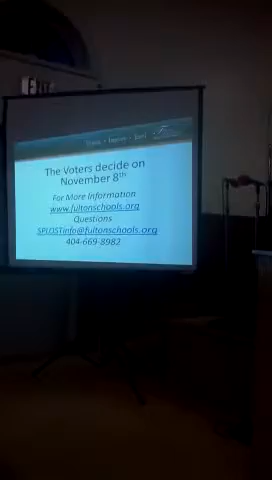 EXIT
The Voters decide on
November 8th
For More Information
www.fultonschools.org
Questions
SPLOSTinfo@fultonschools.org
404-669-8982